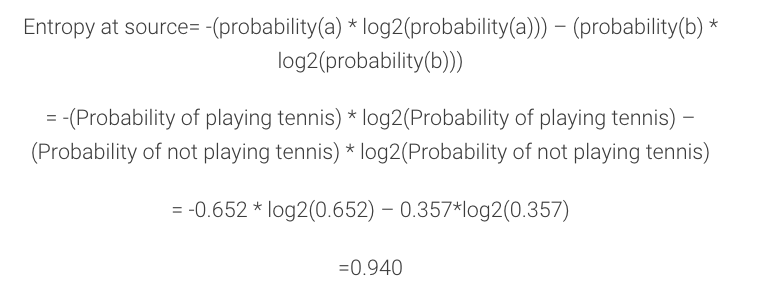 Entropy at source= -(probability(a) * log2(probability(a))) – (probability(b) *
log2(probability(b)))
= -(Probability of playing tennis) * log2(Probability of playing tennis) –
(Probability of not playing tennis) * log2(Probability of not playing tennis)
= -0.652 * log2(0.652) – 0.357*log2(0.357)
=0.940